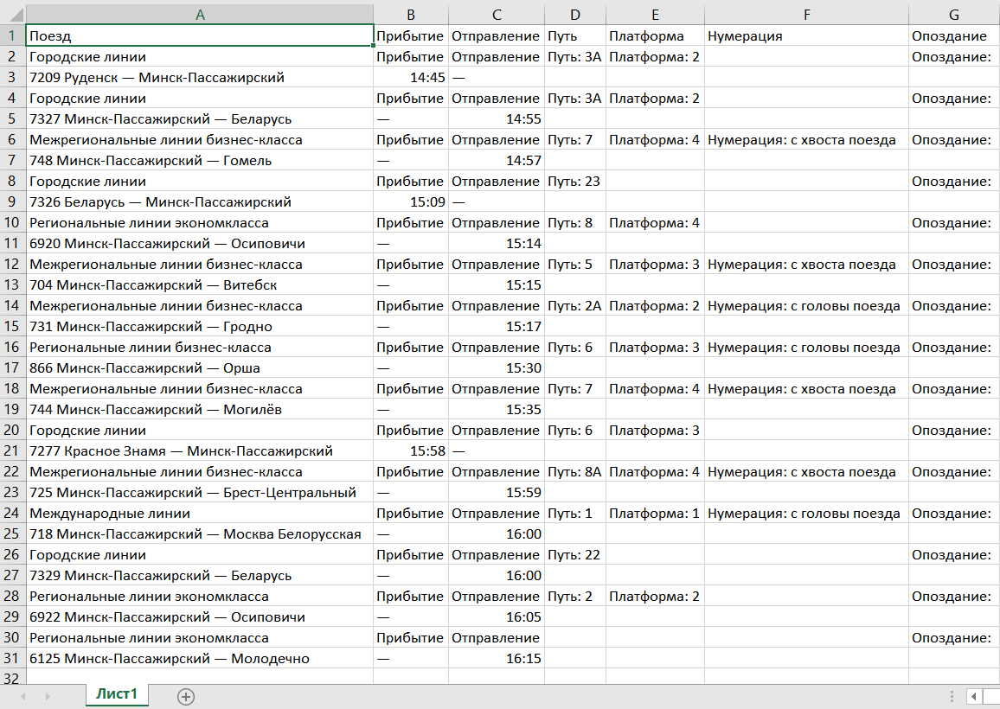 A B C D E F G
1 Поезд Прибытие Отправление Путь Платформа Нумерация Опоздание
2 Городские линии Прибытие Отправление Путь: 3А Платформа: 2 Опоздание:
3 7209 Руденск — Минск-Пассажирский 14:45 —
4 Городские линии Прибытие Отправление Путь: 3А Платформа: 2 Опоздание:
5 7327 Минск-Пассажирский — Беларусь — 14:55
6 Межрегиональные линии бизнес-класса Прибытие Отправление Путь: 7 Платформа: 4 Нумерация: с хвоста поезда Опоздание:
7 748 Минск-Пассажирский — Гомель — 14:57
8 Городские линии Прибытие Отправление Путь: 23 Опоздание:
9 7326 Беларусь — Минск-Пассажирский 15:09 —
10 Региональные линии экономкласса Прибытие Отправление Путь: 8 Платформа: 4 Опоздание:
11 6920 Минск-Пассажирский — Осиповичи — 15:14
12 Межрегиональные линии бизнес-класса Прибытие Отправление Путь: 5 Платформа: 3 Нумерация: с хвоста поезда Опоздание:
13 704 Минск-Пассажирский — Витебск — 15:15
14 Межрегиональные линии бизнес-класса Прибытие Отправление Путь: 2А Платформа: 2 Нумерация: с головы поезда Опоздание:
15 731 Минск-Пассажирский — Гродно — 15:17
16 Региональные линии бизнес-класса Прибытие Отправление Путь: 6 Платформа: 3 Нумерация: с головы поезда Опоздание:
17 866 Минск-Пассажирский — Орша — 15:30
18 Межрегиональные линии бизнес-класса Прибытие Отправление Путь: 7 Платформа: 4 Нумерация: с хвоста поезда Опоздание:
19 744 Минск-Пассажирский — Могилёв — 15:35
20 Городские линии Прибытие Отправление Путь: 6 Платформа: 3 Опоздание:
21 7277 Красное Знамя — Минск-Пассажирский 15:58 —
22 Межрегиональные линии бизнес-класса Прибытие Отправление Путь: 8А Платформа: 4 Нумерация: с хвоста поезда Опоздание:
23 725 Минск-Пассажирский — Брест-Центральный — 15:59
24 Международные линии Прибытие Отправление Путь: 1 Платформа: 1 Нумерация: с головы поезда Опоздание:
25 718 Минск-Пассажирский — Москва Белорусская — 16:00
26 Городские линии Прибытие Отправление Путь: 22 Опоздание:
27 7329 Минск-Пассажирский — Беларусь — 16:00
28 Региональные линии экономкласса Прибытие Отправление Путь: 2 Платформа: 2 Опоздание:
29 6922 Минск-Пассажирский — Осиповичи — 16:05
30 Региональные линии экономкласса Прибытие Отправление Опоздание:
31 6125 Минск-Пассажирский — Молодечно — 16:15
32
Лист1